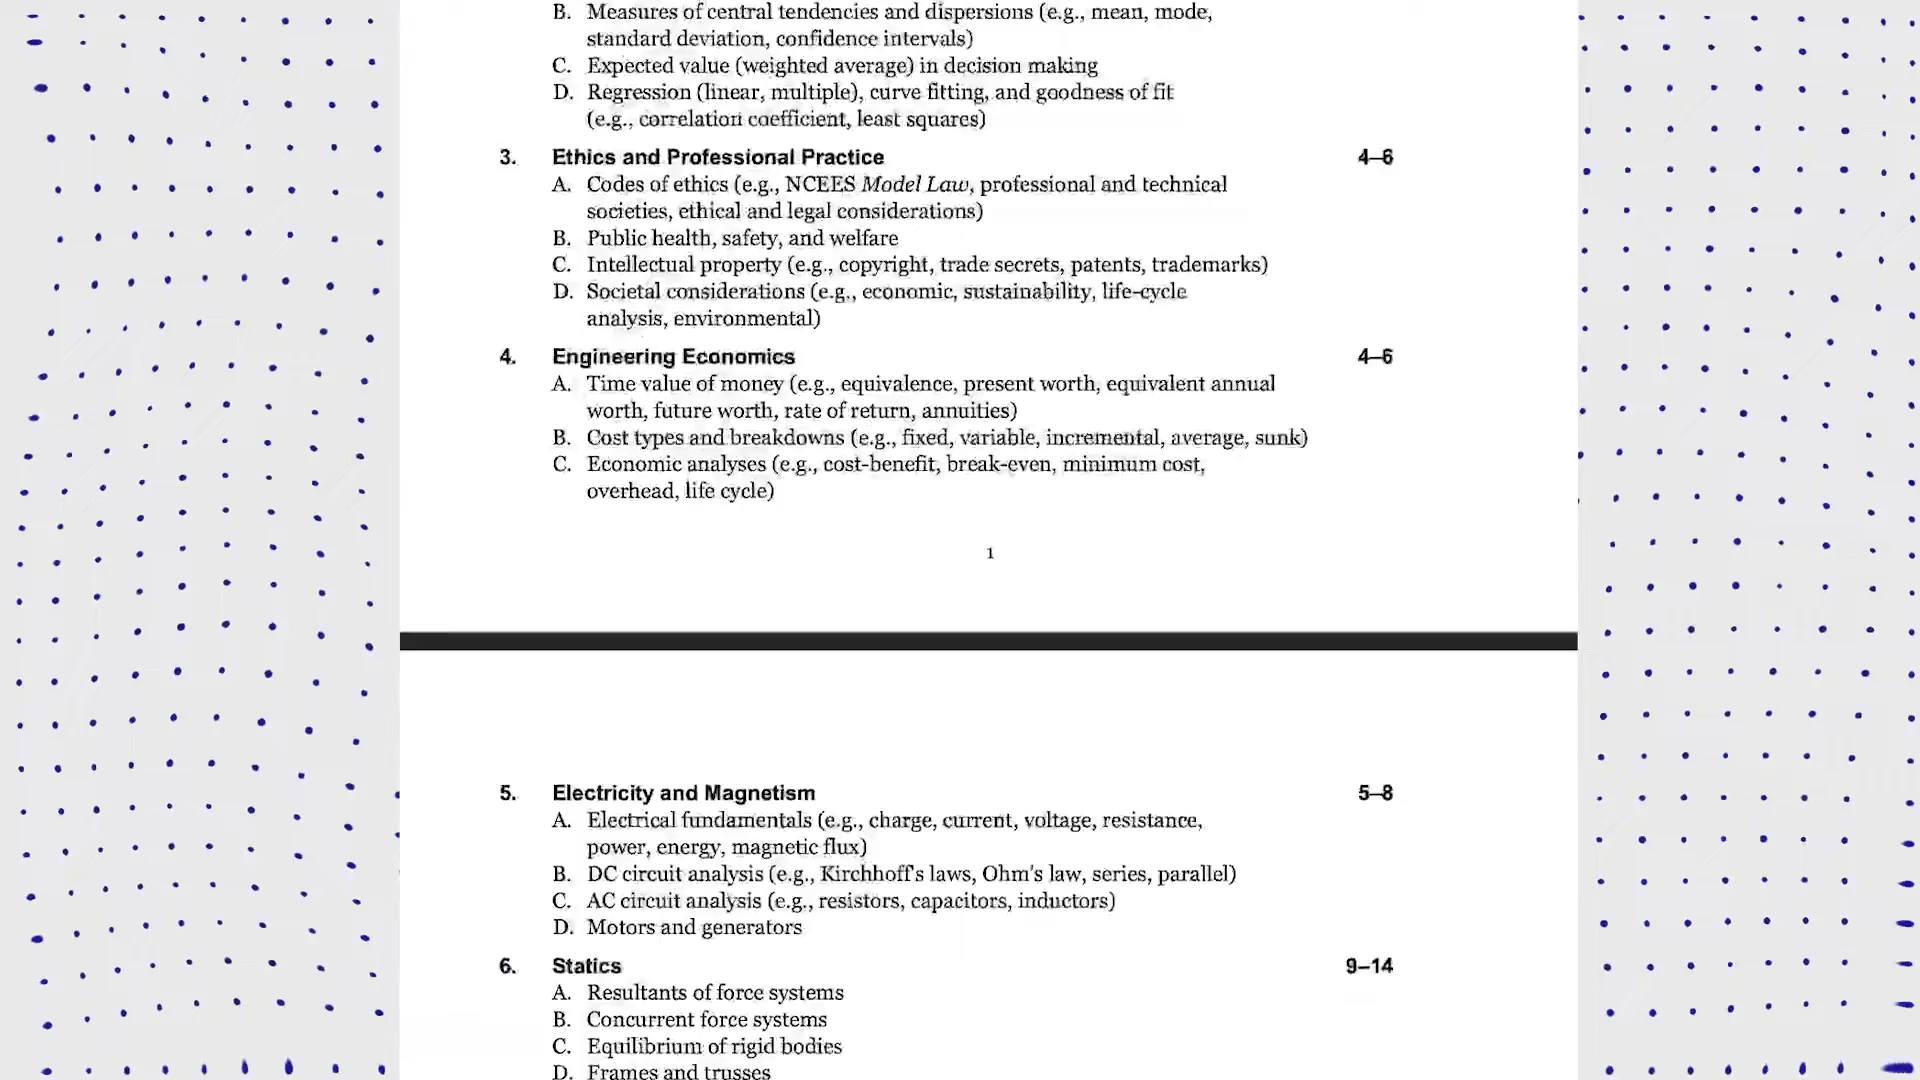 B. Measures of central tendencies and dispersions (e.g., mean, mode,
standard deviation, confidence intervals)
C. Expected value (weighted average) in decision making
D. Regression (linear, multiple), curve fitting, and goodness of fit
(e.g., correlation coefficient, least squares)
3. Ethics and Professional Practice 4–6
A. Codes of ethics (e.g., NCEES Model Law, professional and technical
societies, ethical and legal considerations)
B. Public health, safety, and welfare
C. Intellectual property (e.g., copyright, trade secrets, patents, trademarks)
D. Societal considerations (e.g., economic, sustainability, life-cycle
analysis, environmental)
4. Engineering Economics 4–6
A. Time value of money (e.g., equivalence, present worth, equivalent annual
worth, future worth, rate of return, annuities)
B. Cost types and breakdowns (e.g., fixed, variable, incremental, average, sunk)
C. Economic analyses (e.g., cost-benefit, break-even, minimum cost,
overhead, life cycle)
1
5. Electricity and Magnetism 5–8
A. Electrical fundamentals (e.g., charge, current, voltage, resistance,
power, energy, magnetic flux)
B. DC circuit analysis (e.g., Kirchhoff's laws, Ohm's law, series, parallel)
C. AC circuit analysis (e.g., resistors, capacitors, inductors)
D. Motors and generators
6. Statics 9–14
A. Resultants of force systems
B. Concurrent force systems
C. Equilibrium of rigid bodies
D. Frames and trusses